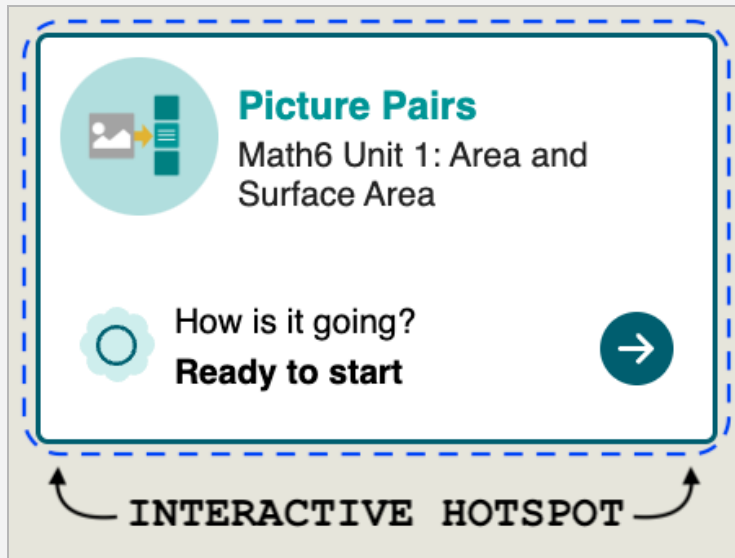 Picture Pairs
Math6 Unit 1: Area and
Surface Area
How is it going?
Ready to start
INTERACTIVE HOTSPOT